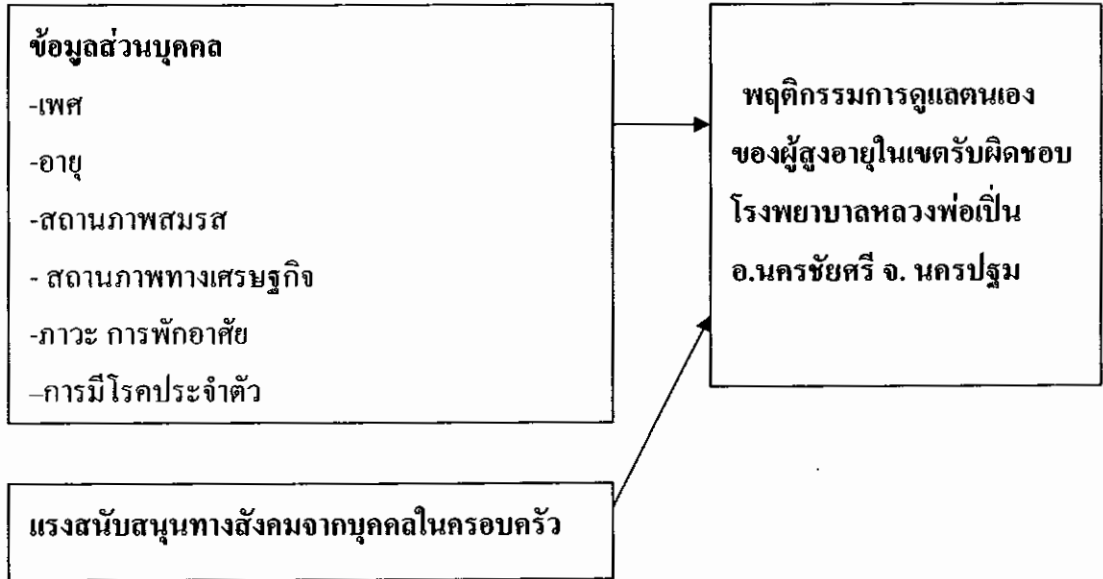 ข้อมูลส่วนบุคคล
-เพศ
-อายุ
-สถานภาพสมรส
- สถานภาพทางเศรษฐกิจ
-ภาวะ การพักอาศัย
–การมีโรคประจำตัว
พฤติกรรมการดูแลตนเอง
ของผู้สูงอายุในเขตรับผิดชอบ
โรงพยาบาลหลวงพ่อเปิ่น
อ.นครชัยศรี จ. นครปฐม
แรงสนับสนุนทางสังคมจากบุคคลในครอบครัว